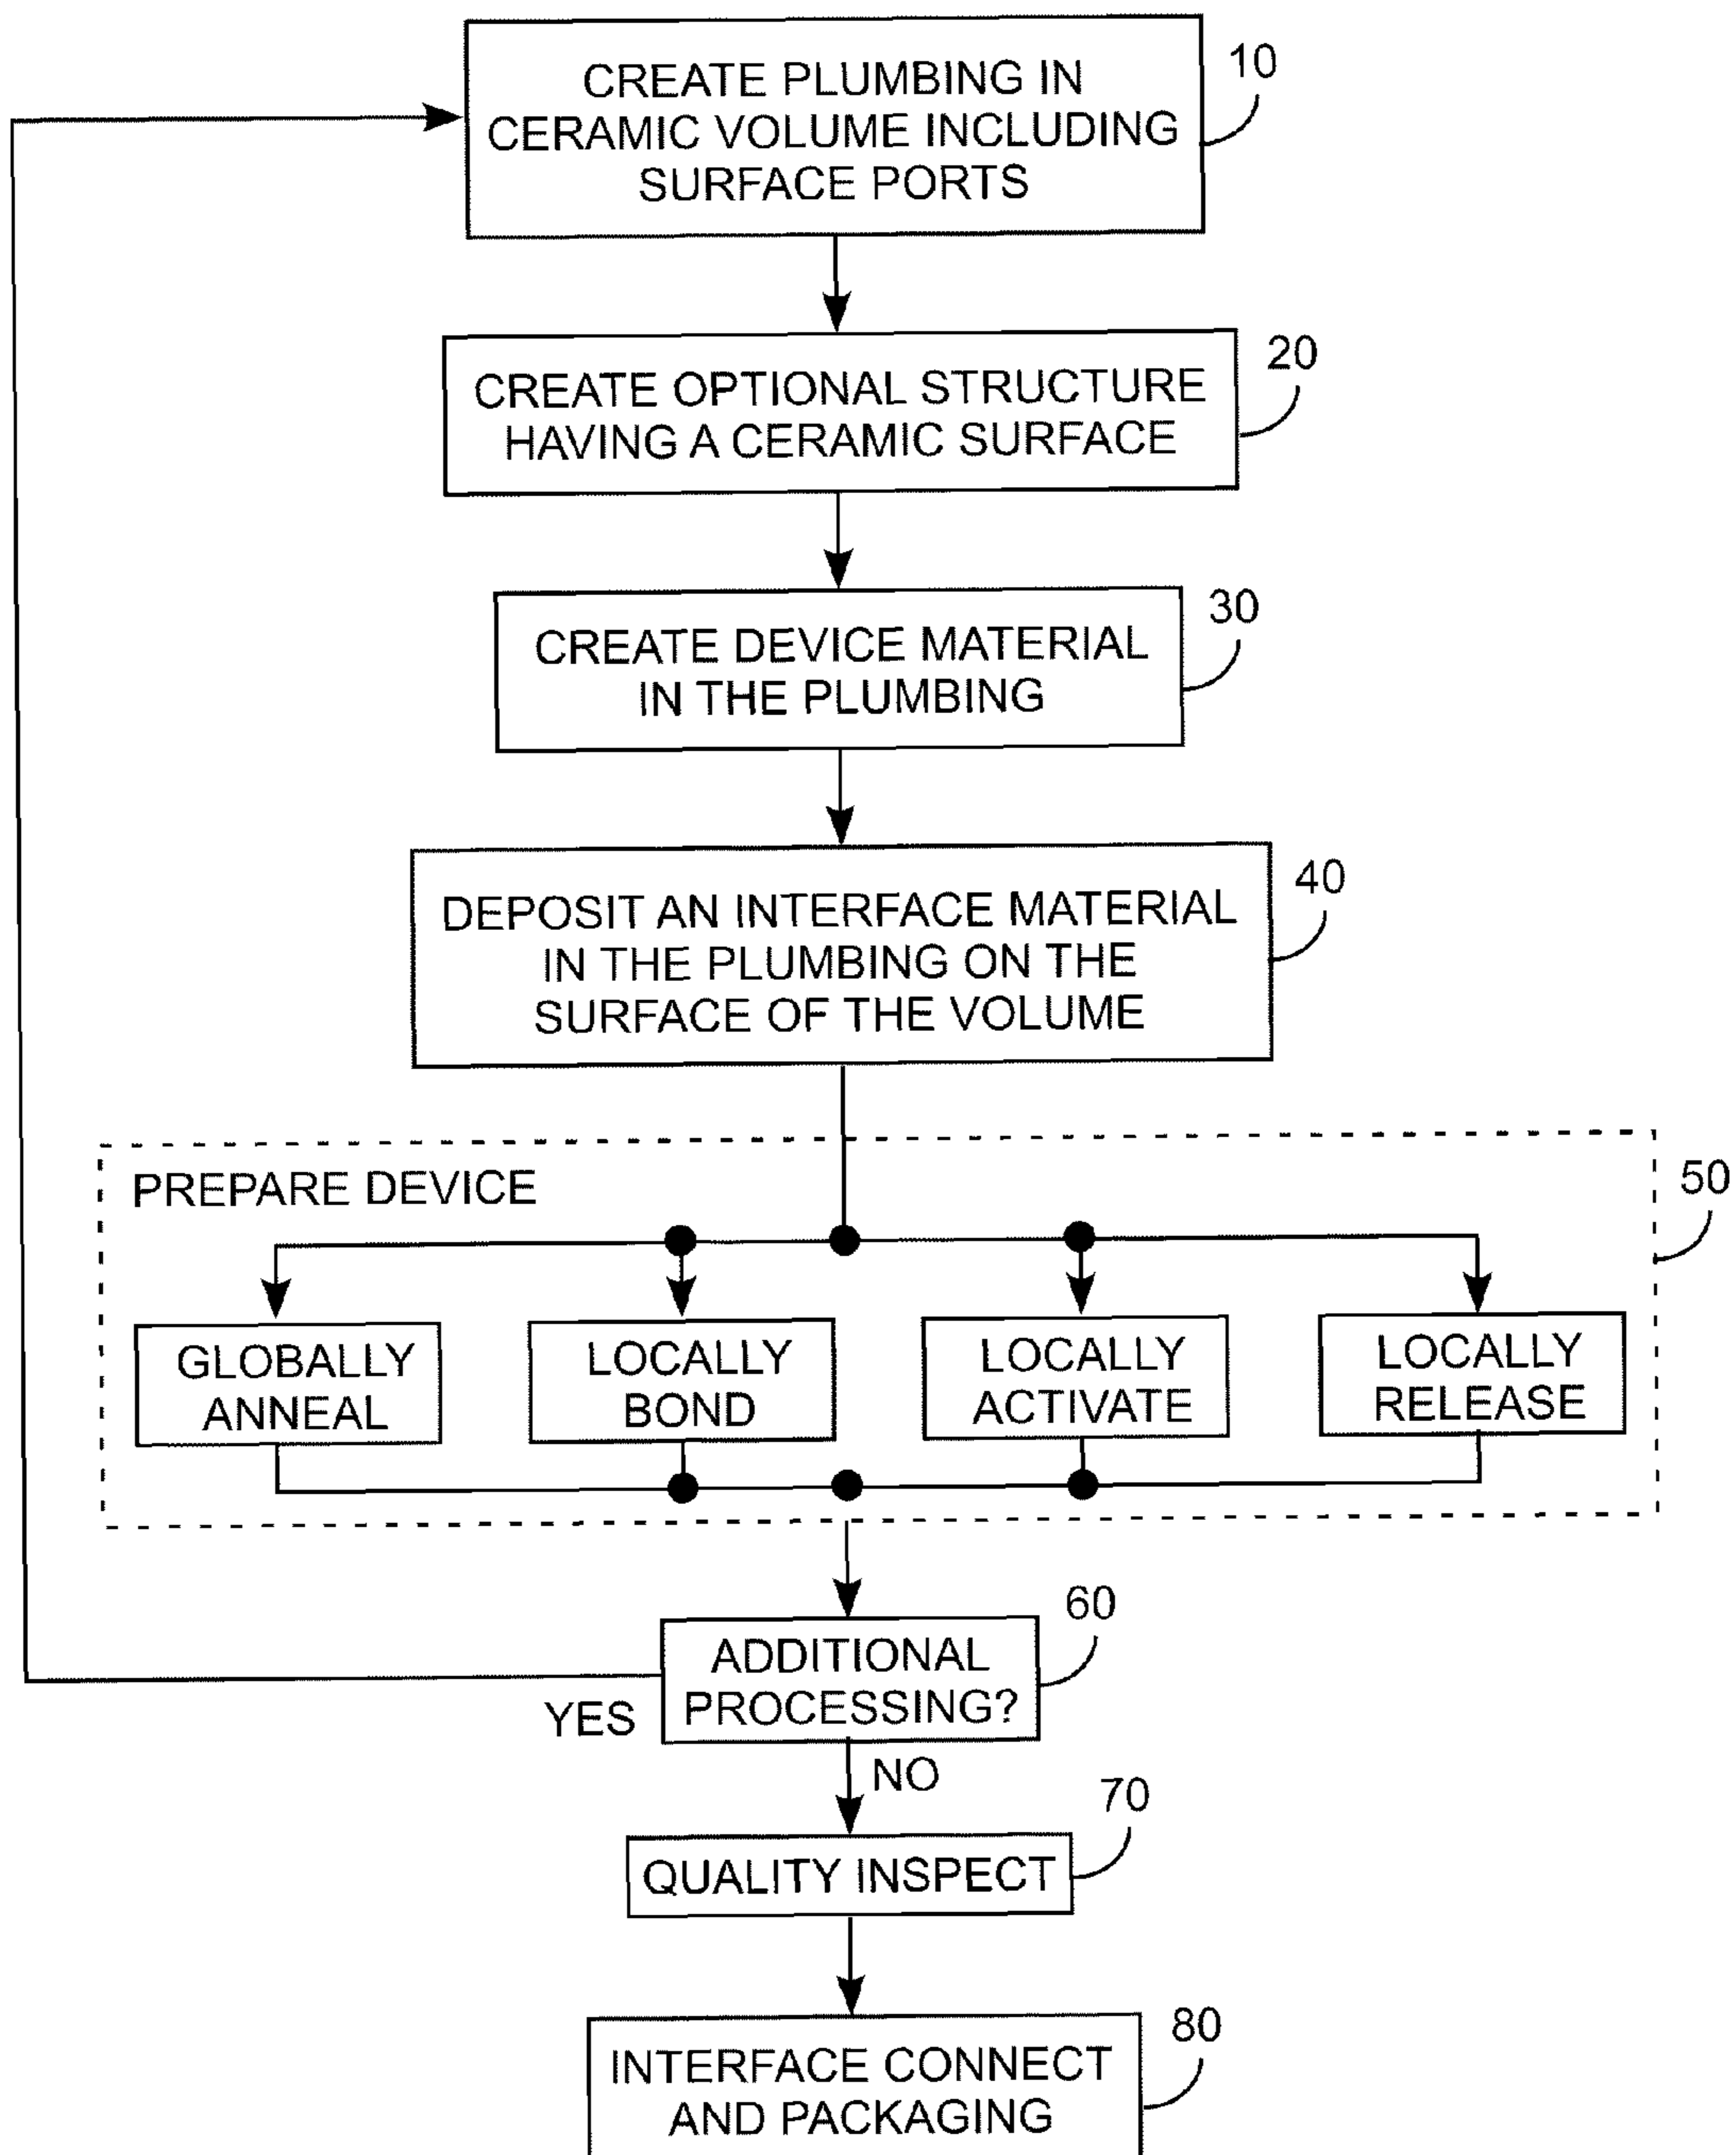 CREATE PLUMBING IN
CERAMIC VOLUME INCLUDING
SURFACE PORTS
10
CREATE OPTIONAL STRUCTURE
HAVING A CERAMIC SURFACE
20
CREATE DEVICE MATERIAL
IN THE PLUMBING
30
DEPOSIT AN INTERFACE MATERIAL
IN THE PLUMBING ON THE
SURFACE OF THE VOLUME
40
PREPARE DEVICE
50
GLOBALLY
ANNEAL
LOCALLY
BOND
LOCALLY
ACTIVATE
LOCALLY
RELEASE
ADDITIONAL
PROCESSING?
60
YES
NO
QUALITY INSPECT
70
INTERFACE CONNECT
AND PACKAGING
80